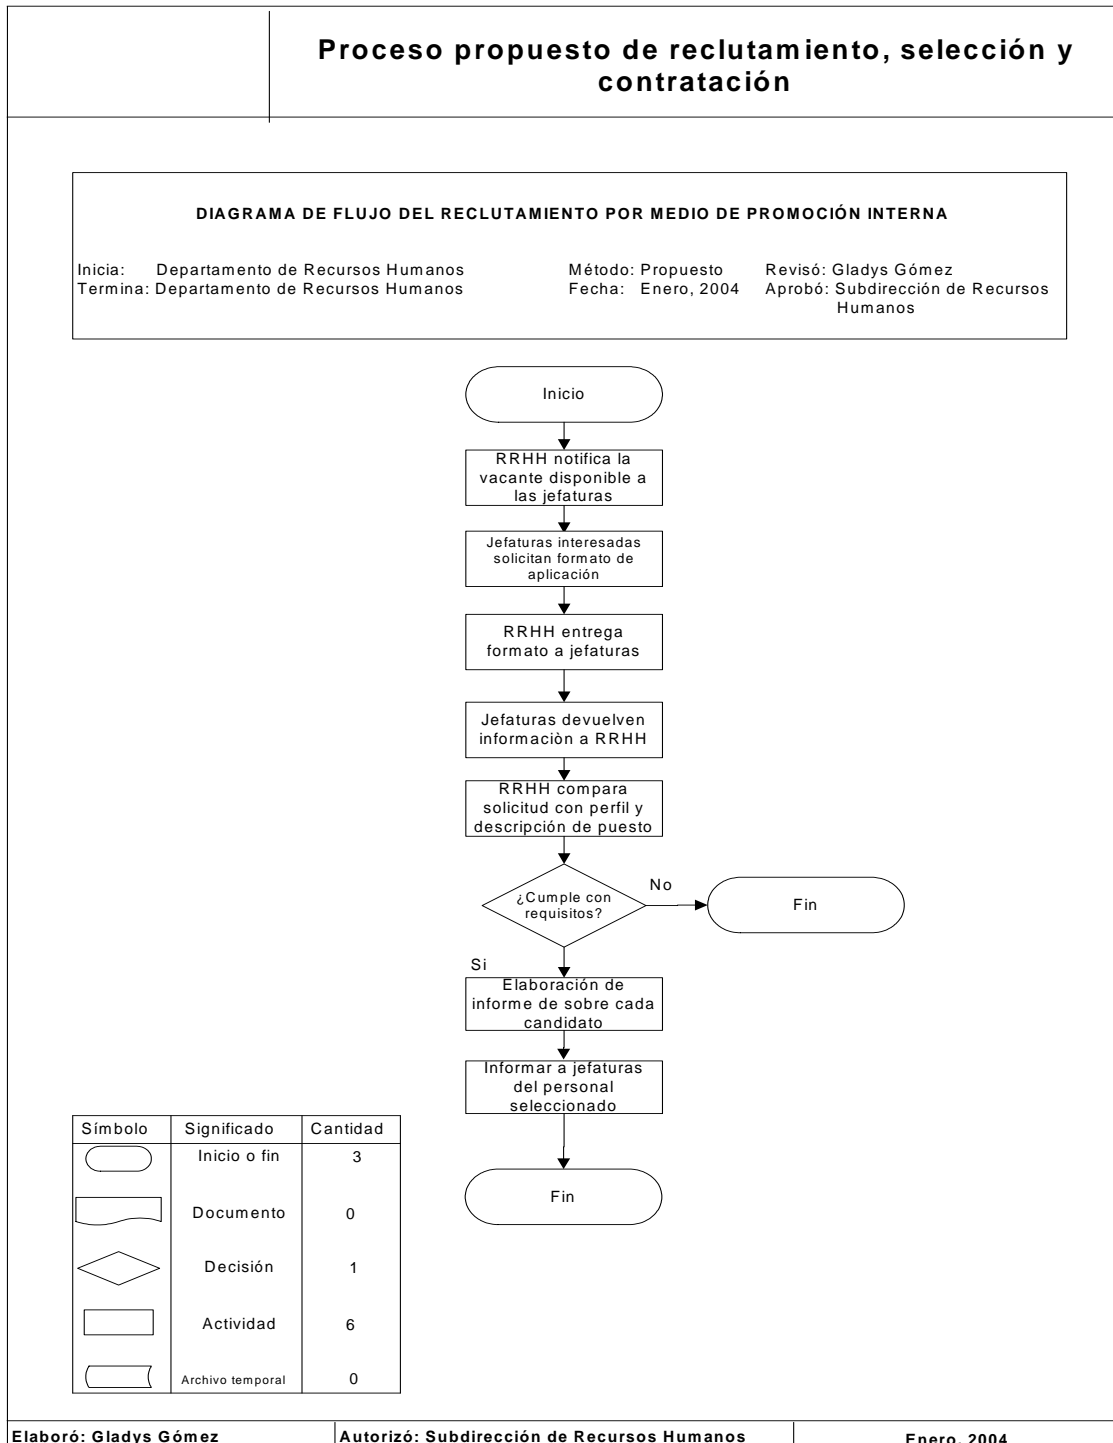 Proceso propuesto de reclutamiento, selección y
contratación
DIAGRAMA DE FLUJO DEL RECLUTAMIENTO POR MEDIO DE PROMOCIÓN INTERNA
Inicia: Departamento de Recursos Humanos Método: Propuesto Revisó: Gladys Gómez
Termina: Departamento de Recursos Humanos Fecha: Enero, 2004 Aprobó: Subdirección de Recursos
Humanos
Inicio
RRHH notifica la
vacante disponible a
las jefaturas
Jefaturas interesadas
solicitan formato de
aplicación
RRHH entrega
formato a jefaturas
Jefaturas devuelven
informaciòn a RRHH
RRHH compara
solicitud con perfil y
descripción de puesto
¿Cumple con
requisitos?
No
Fin
Si
Elaboración de
informe de sobre cada
candidato
Informar a jefaturas
del personal
seleccionado
Fin
Símbolo Significado Cantidad
Inicio o fin 3
Documento 0
Decisión 1
Actividad 6
Archivo temporal 0
Elaboró: Gladys Gómez Autorizó: Subdirección de Recursos Humanos Enero, 2004